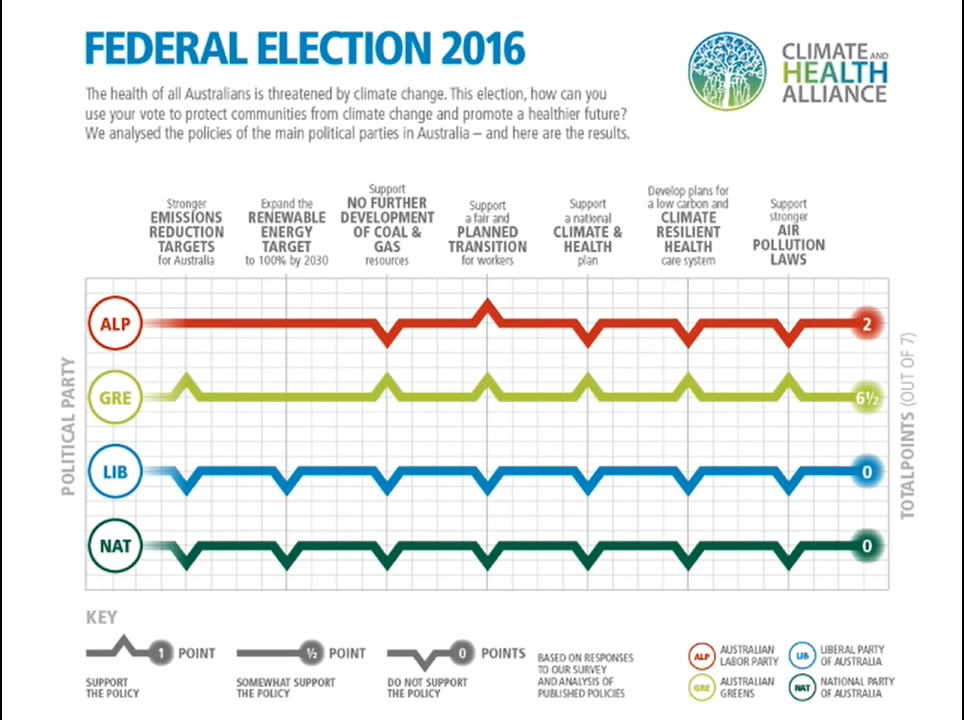 FEDERAL ELECTION 2016
CLIMATE AND
HEALTH
ALLIANCE
The health of all Australians is threatened by climate change. This election, how can you
use your vote to protect communities from climate change and promote a healthier future?
We analysed the policies of the main political parties in Australia – and here are the results.
Stronger
EMISSIONS
REDUCTION
TARGETS
for Australia
Expand the
RENEWABLE
ENERGY
TARGET
to 100% by 2030
Support
NO FURTHER
DEVELOPMENT
OF COAL &
GAS
resources
Support
a fair and
PLANNED
TRANSITION
for workers
Support
a national
CLIMATE &
HEALTH
plan
Develop plans for
a low carbon and
CLIMATE
RESILIENT
HEALTH
care system
Support
stronger
AIR
POLLUTION
LAWS
POLITICAL PARTY
ALP
2
GRE
6½
LIB
0
NAT
0
TOTALPOINTS (OUT OF 7)
KEY
1 POINT
SUPPORT
THE POLICY
½ POINT
SOMEWHAT SUPPORT
THE POLICY
0 POINTS
DO NOT SUPPORT
THE POLICY
BASED ON RESPONSES
TO OUR SURVEY
AND ANALYSIS OF
PUBLISHED POLICIES
ALP
AUSTRALIAN
LABOR PARTY
LIB
LIBERAL PARTY
OF AUSTRALIA
GRE
AUSTRALIAN
GREENS
NAT
NATIONAL PARTY
OF AUSTRALIA